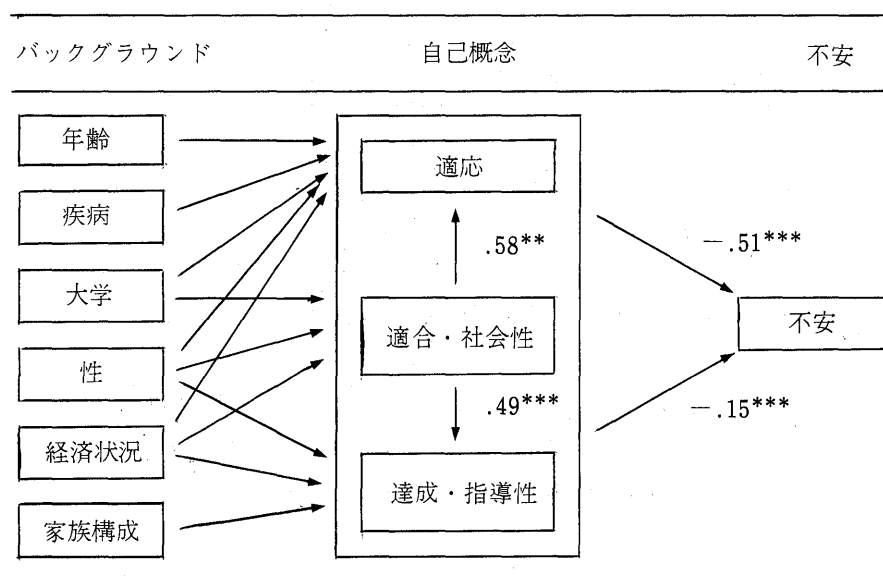 バックグラウンド 自己概念 不安
年齢
疾病
大学
性
経済状況
家族構成
適応
.58**
適合・社会性
.49***
達成・指導性
−.51***
不安
−.15***